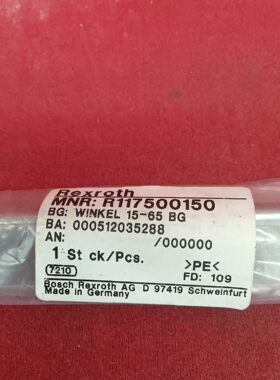 Rexroth
MNR: R117500150
BG: WINKEL 15-65 BG
BA: 000512035288
AN: /000000
1 St ck/Pcs. >PE<
7210 FD: 109
Bosch Rexroth AG D 97419 Schweinfurt
Made in Germany